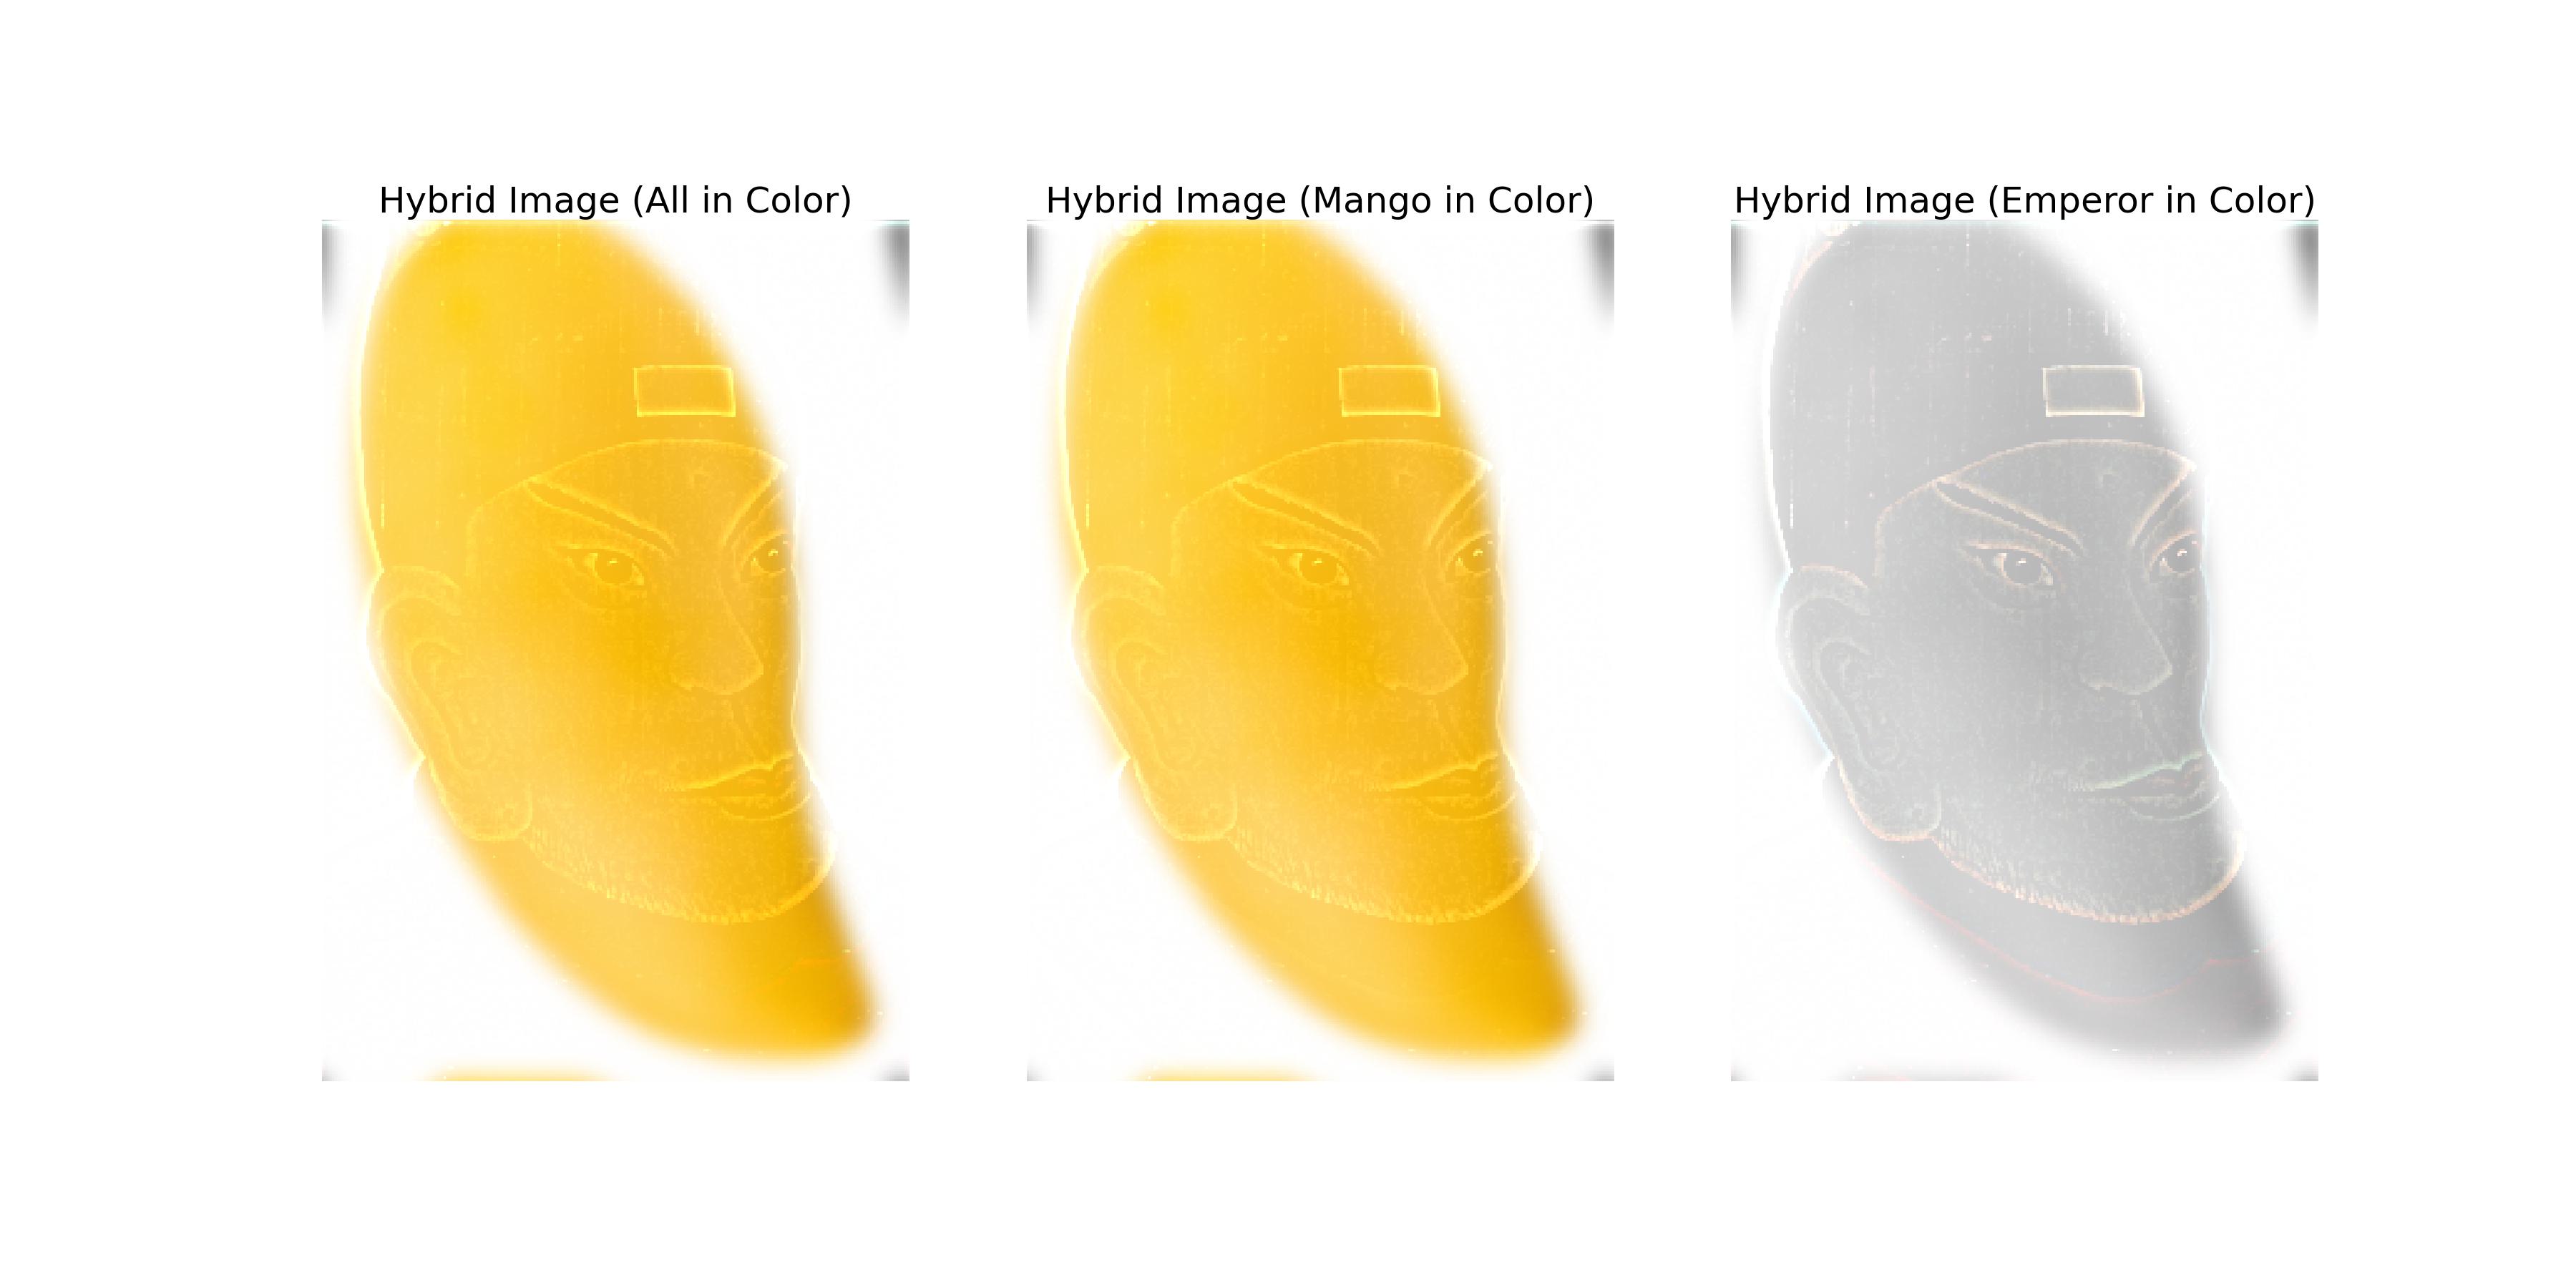 Hybrid Image (All in Color)
Hybrid Image (Mango in Color)
Hybrid Image (Emperor in Color)